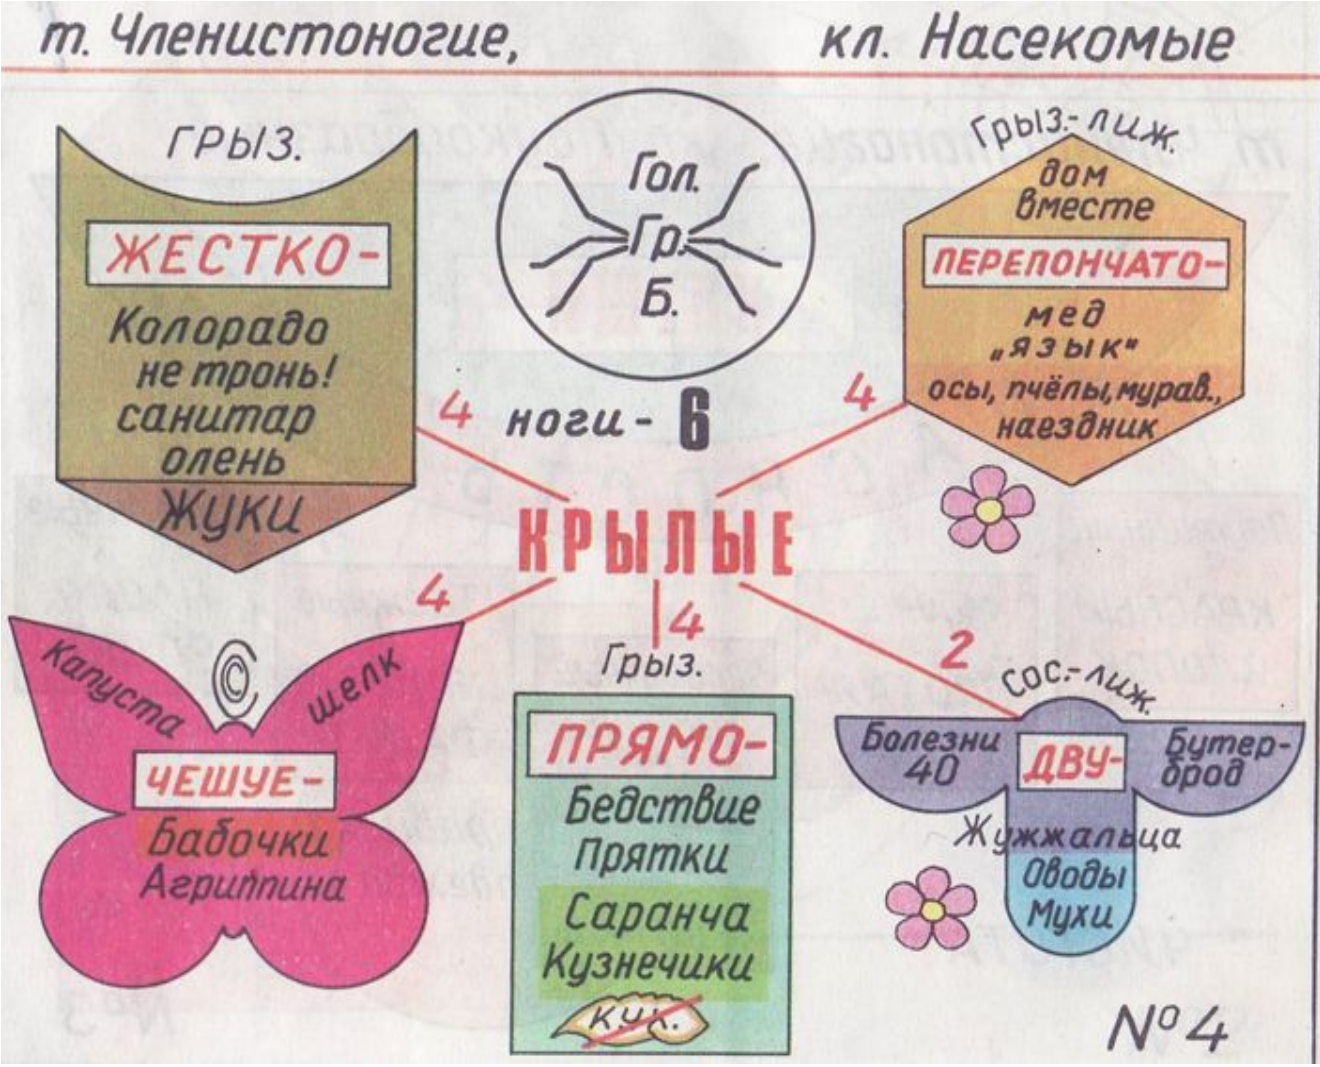 т. Членистоногие,
кл. Насекомые
ГРЫЗ.
ЖЕСТКО-
Колорадо
не тронь!
санитар
олень
Жуки
Гол.
Гр.
Б.
ноги - 6
Грыз.-лиж.
дом
вместе
ПЕРЕПОНЧАТО-
мед
„язык“
осы, пчёлы, мурав.,
наездник
4
4
КРЫЛЫЕ
4
4
2
Капуста
шелк
ЧЕШУЕ-
Бабочки
Агриппина
Грыз.
ПРЯМО-
Бедствие
Прятки
Саранча
Кузнечики
кук.
Сос.-лиж.
Болезни
40
ДВУ-
Бутер-
брод
Жужжальца
Оводы
Мухи
№ 4